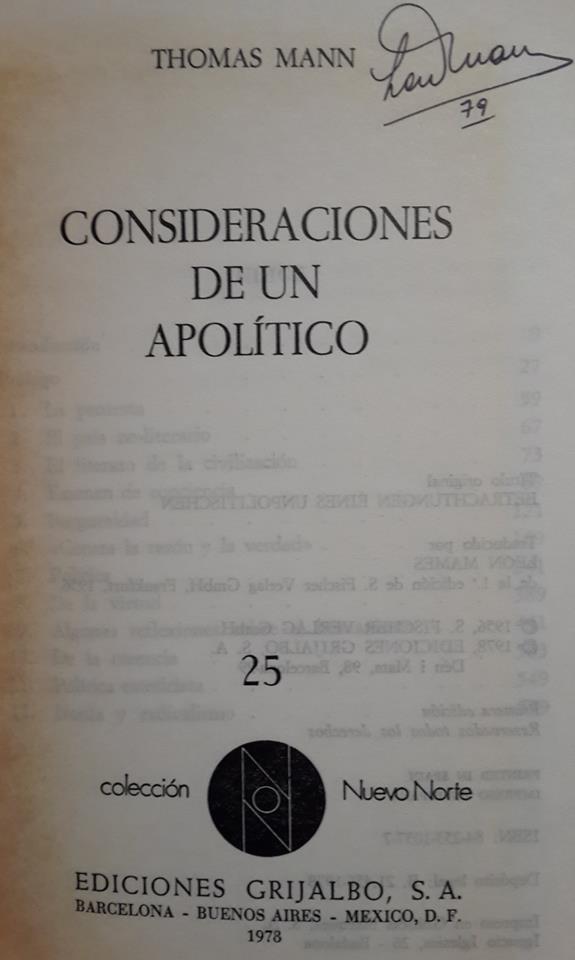 THOMAS MANN
79
CONSIDERACIONES
DE UN
APOLÍTICO
25
colección Nuevo Norte
EDICIONES GRIJALBO, S. A.
BARCELONA - BUENOS AIRES - MEXICO, D. F.
1978